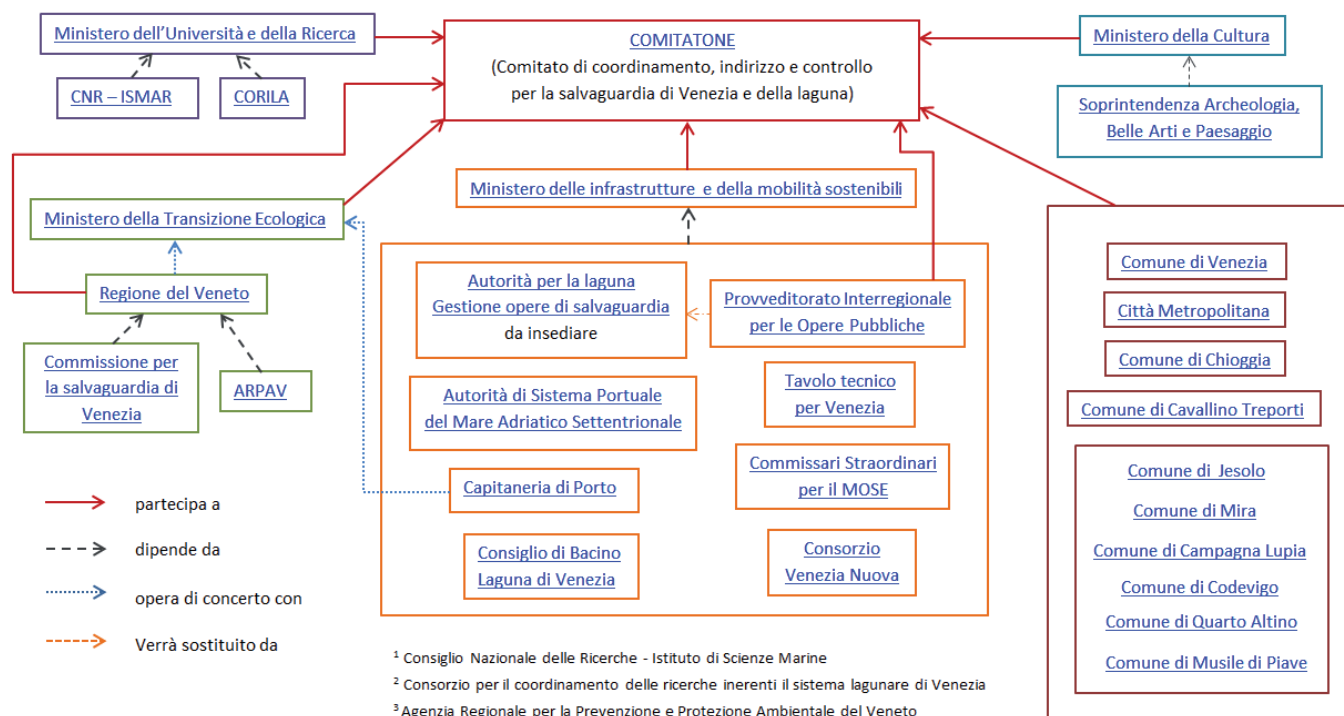 Ministero dell'Università e della Ricerca
CNR – ISMAR
CORILA
COMITATONE
(Comitato di coordinamento, indirizzo e controllo
per la salvaguardia di Venezia e della laguna)
Ministero della Cultura
Soprintendenza Archeologia,
Belle Arti e Paesaggio
Ministero delle infrastrutture e della mobilità sostenibili
Ministero della Transizione Ecologica
Regione del Veneto
Commissione per
la salvaguardia di
Venezia
ARPAV
Autorità per la laguna
Gestione opere di salvaguardia
da insediare
Provveditorato Interregionale
per le Opere Pubbliche
Autorità di Sistema Portuale
del Mare Adriatico Settentrionale
Tavolo tecnico
per Venezia
Capitaneria di Porto
Commissari Straordinari
per il MOSE
Consiglio di Bacino
Laguna di Venezia
Consorzio
Venezia Nuova
Comune di Venezia
Città Metropolitana
Comune di Chioggia
Comune di Cavallino Treporti
Comune di Jesolo
Comune di Mira
Comune di Campagna Lupia
Comune di Codevigo
Comune di Quarto Altino
Comune di Musile di Piave
partecipa a
dipende da
opera di concerto con
Verrà sostituito da
¹ Consiglio Nazionale delle Ricerche - Istituto di Scienze Marine
² Consorzio per il coordinamento delle ricerche inerenti il sistema lagunare di Venezia
³ Agenzia Regionale per la Prevenzione e Protezione Ambientale del Veneto